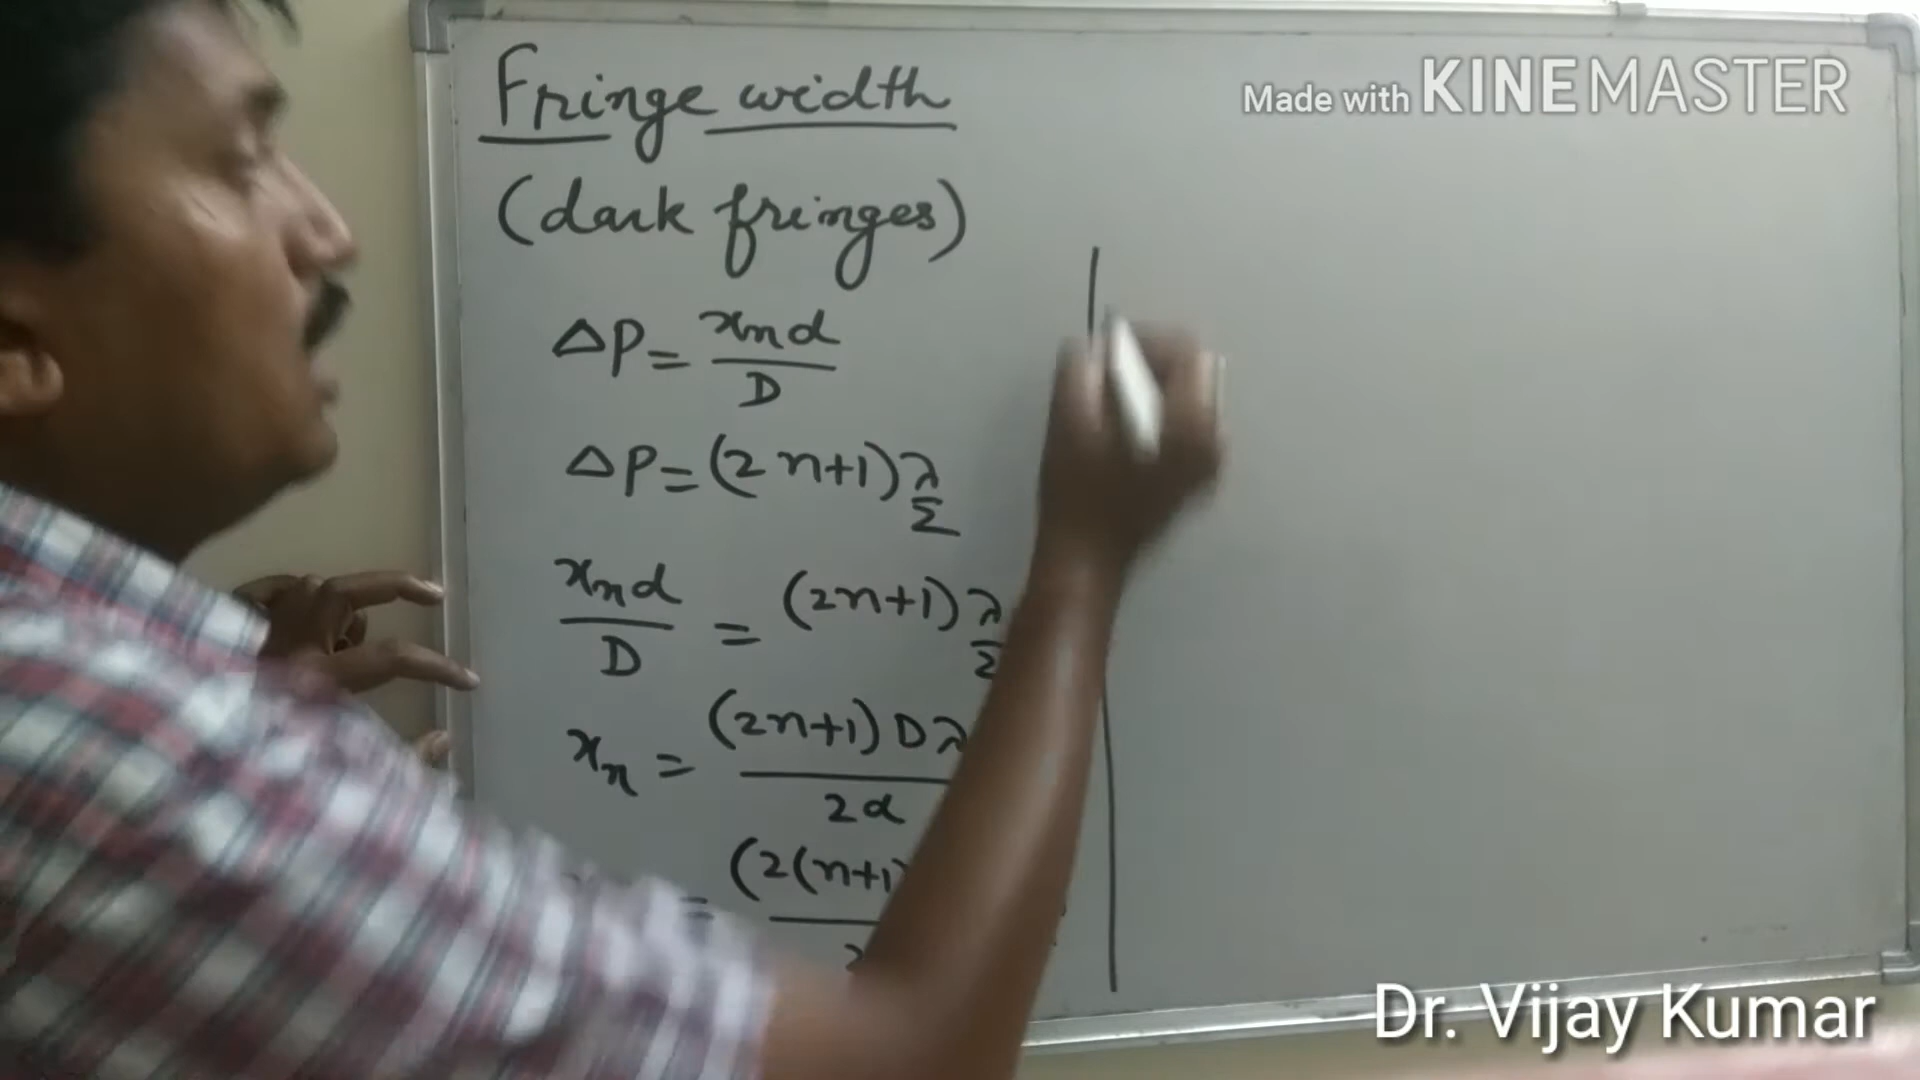 Fringe width
Made with KINEMASTER
(dark fringes)
ΔP = xₙd/D
ΔP = (2n+1)λ/2
xₙd/D = (2n+1)λ/2
xₙ = (2n+1)Dλ/2d
= (2(n+1)
Dr. Vijay Kumar